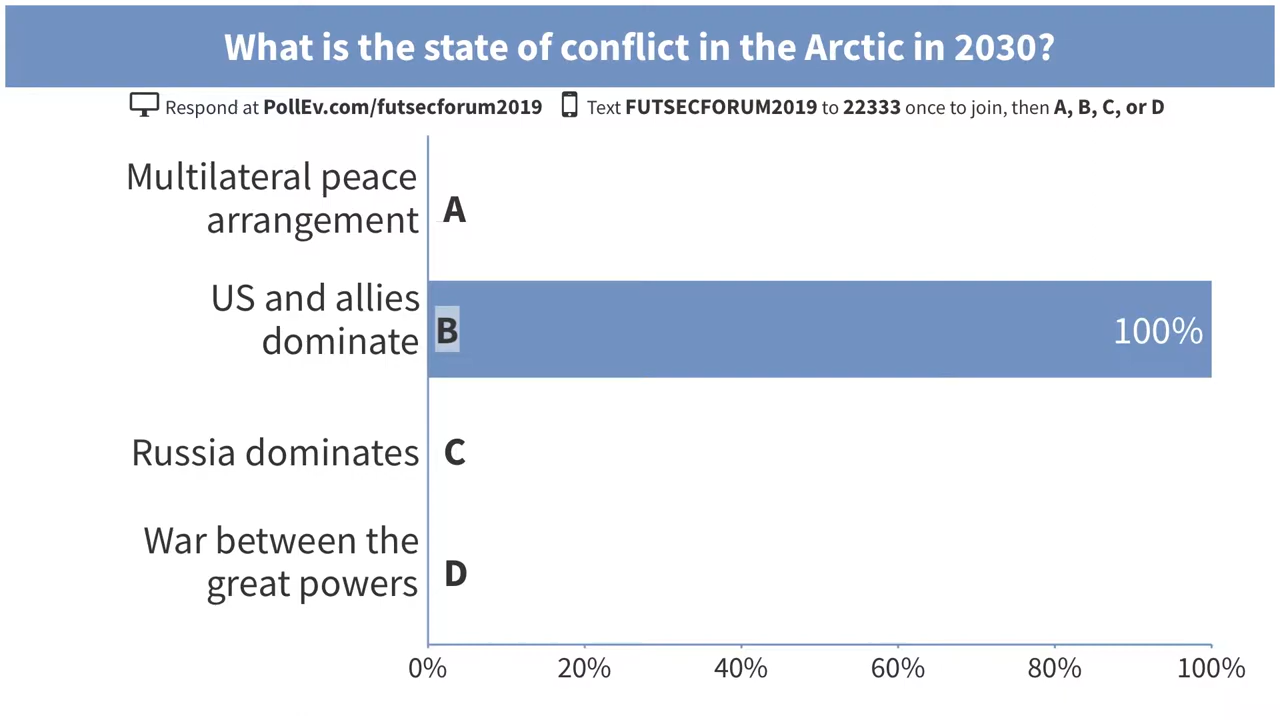 What is the state of conflict in the Arctic in 2030?
Respond at PollEv.com/futsecforum2019 Text FUTSECFORUM2019 to 22333 once to join, then A, B, C, or D
Multilateral peace
arrangement
A
US and allies
dominate
B
100%
Russia dominates
C
War between the
great powers
D
0% 20% 40% 60% 80% 100%